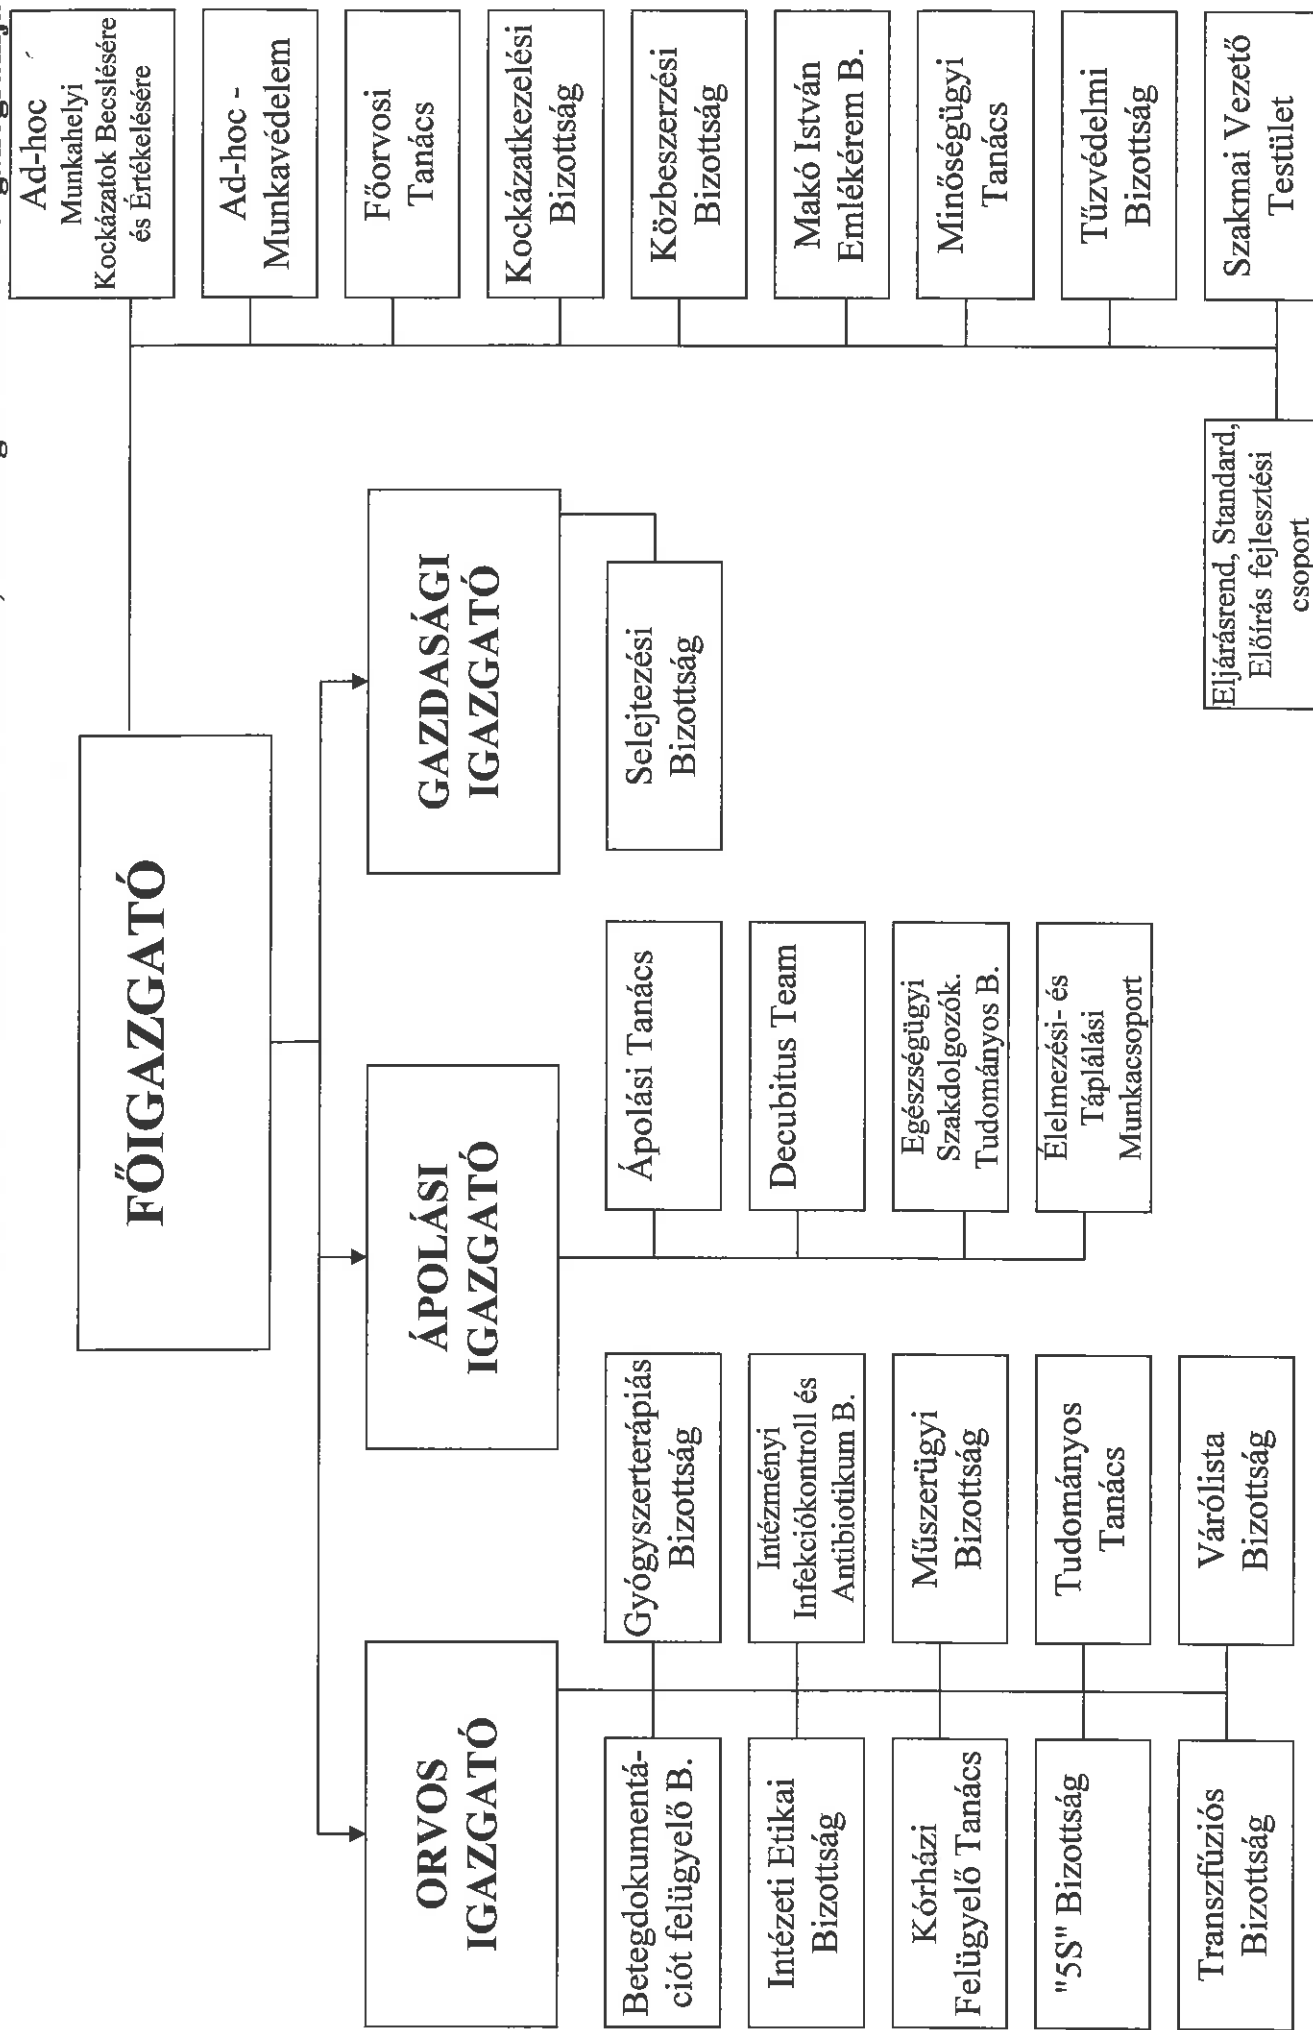 FŐIGAZGATÓ
ORVOS
IGAZGATÓ
ÁPOLÁSI
IGAZGATÓ
GAZDASÁGI
IGAZGATÓ
Betegdokumentá-
ciót felügyelő B.
Intézeti Etikai
Bizottság
Kórházi
Felügyelő Tanács
"5S" Bizottság
Transzfúziós
Bizottság
Gyógyszerterápiás
Bizottság
Intézményi
Infekciókontroll és
Antibiotikum B.
Műszerügyi
Bizottság
Tudományos
Tanács
Várólista
Bizottság
Ápolási Tanács
Decubitus Team
Egészségügyi
Szakdolgozók.
Tudományos B.
Élelmezési- és
Táplálási
Munkacsoport
Selejtezési
Bizottság
Ad-hoc
Munkahelyi
Kockázatok Becslésére
és Értékelésére
Ad-hoc -
Munkavédelem
Főorvosi
Tanács
Kockázatkezelési
Bizottság
Közbeszerzési
Bizottság
Makó István
Emlékérem B.
Minőségügyi
Tanács
Tűzvédelmi
Bizottság
Szakmai Vezető
Testület
Eljárásrend, Standard,
Előírás fejlesztési
csoport